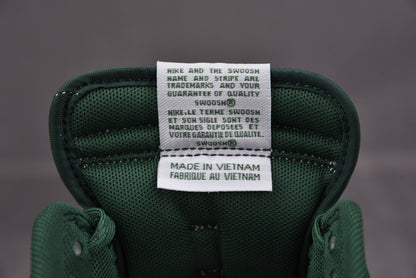 NIKE AND THE SWOOSH
NAME AND STRIPE ARE
TRADEMARKS AND YOUR
GUARANTEE OF QUALITY
SWOOSH®
NIKE.LE TERME SWOOSH
ET SON SIGLE SONT DES
MARQUES DEPOSEES ET
VOTRE GARANTIE DE QUALITE.
SWOOSH®
MADE IN VIETNAM
FABRIQUE AU VIETNAM